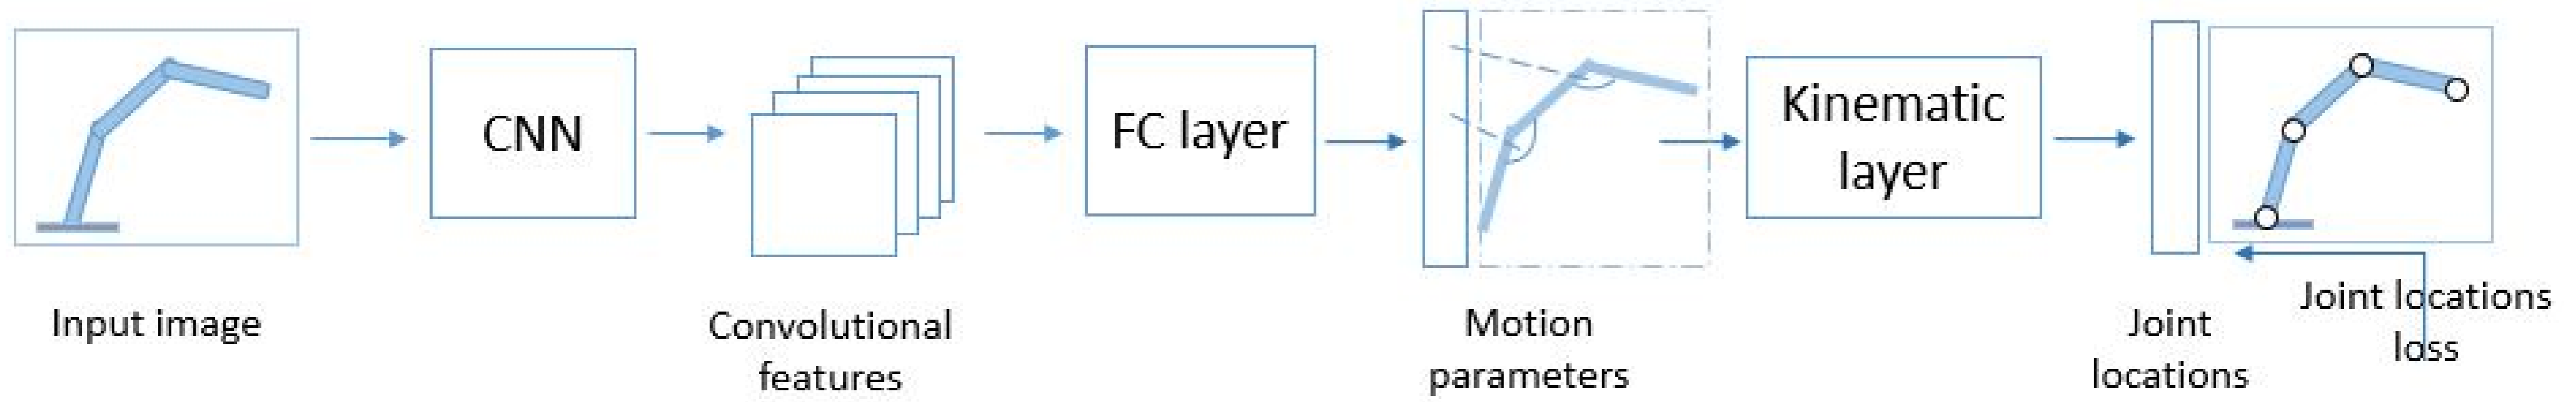 CNN
FC layer
Kinematic
layer
Input image
Convolutional
features
Motion
parameters
Joint
locations
Joint locations
loss